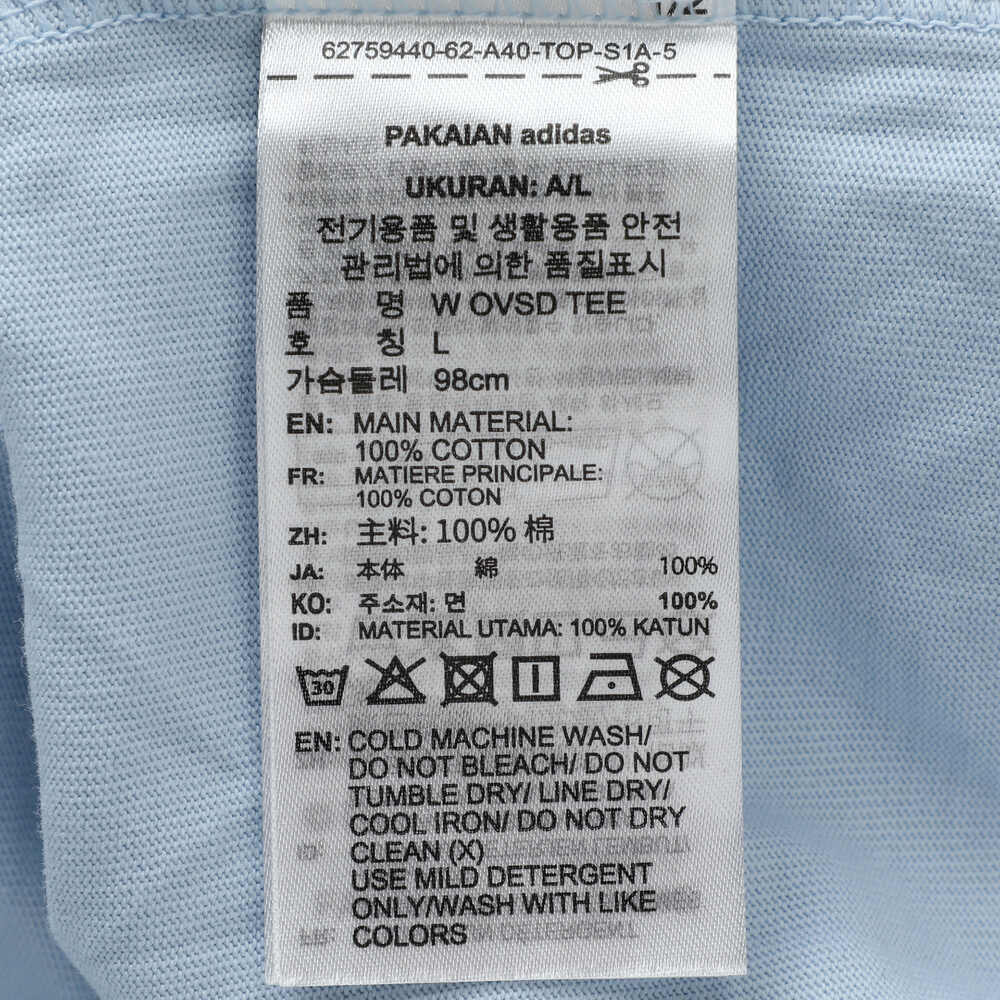 62759440-62-A40-TOP-S1A-5
PAKAIAN adidas
UKURAN: A/L
전기용품 및 생활용품 안전
관리법에 의한 품질표시
품 명 W OVSD TEE
호 칭 L
가슴둘레 98cm
EN: MAIN MATERIAL:
100% COTTON
FR: MATIERE PRINCIPALE:
100% COTON
ZH: 主料: 100% 棉
JA: 本体 綿 100%
KO: 주소재: 면 100%
ID: MATERIAL UTAMA: 100% KATUN
30
EN: COLD MACHINE WASH/
DO NOT BLEACH/ DO NOT
TUMBLE DRY/ LINE DRY/
COOL IRON/ DO NOT DRY
CLEAN (X)
USE MILD DETERGENT
ONLY/WASH WITH LIKE
COLORS